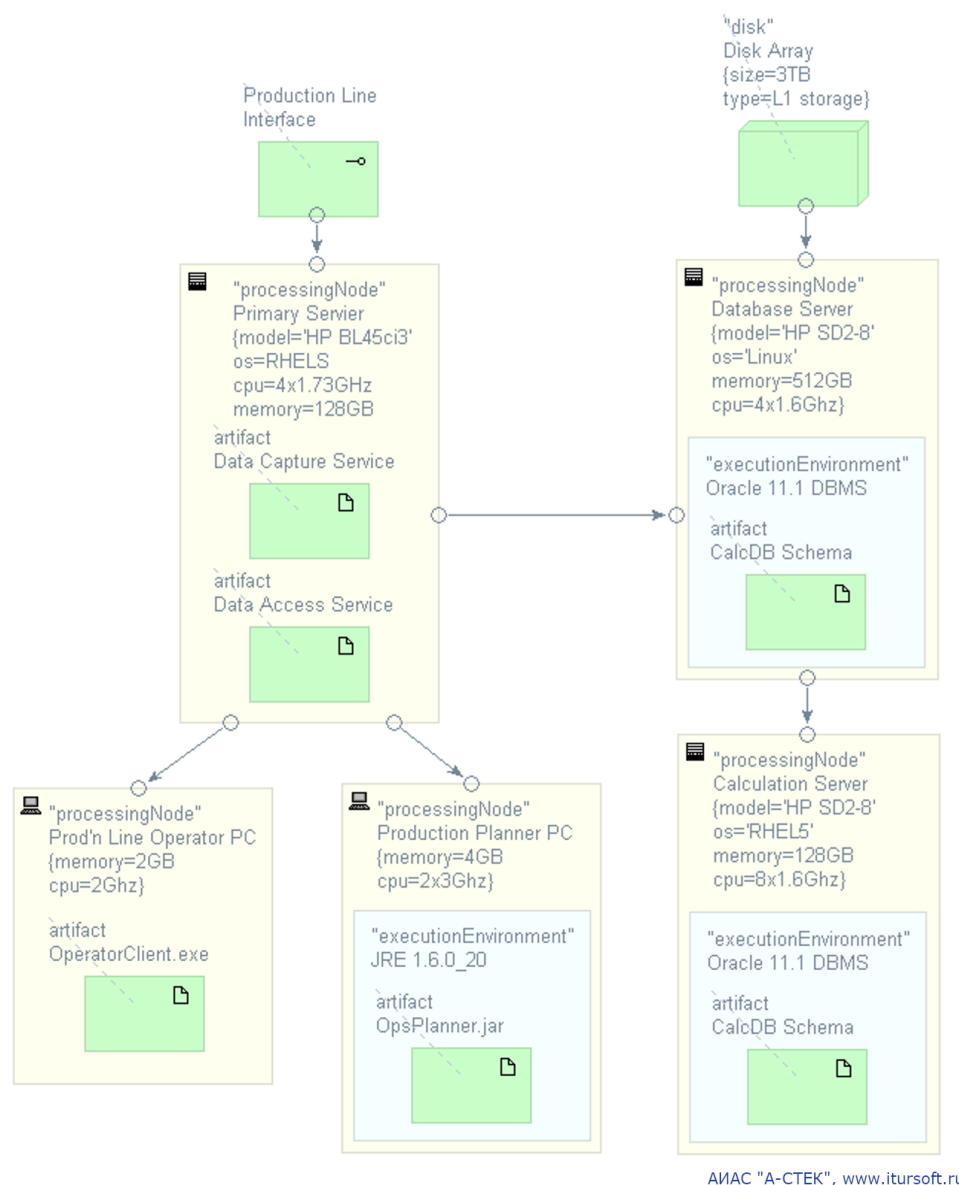 "disk"
Disk Array
{size=3TB
type=L1 storage}
Production Line
Interface
"processingNode"
Primary Servier
{model='HP BL45ci3'
os=RHELS
cpu=4x1.73GHz
memory=128GB
artifact
Data Capture Service
artifact
Data Access Service
"processingNode"
Database Server
{model='HP SD2-8'
os='Linux'
memory=512GB
cpu=4x1.6Ghz}
"executionEnvironment"
Oracle 11.1 DBMS
artifact
CalcDB Schema
"processingNode"
Prod'n Line Operator PC
{memory=2GB
cpu=2Ghz}
artifact
OperatorClient.exe
"processingNode"
Production Planner PC
{memory=4GB
cpu=2x3Ghz}
"executionEnvironment"
JRE 1.6.0_20
artifact
OpsPlanner.jar
"processingNode"
Calculation Server
{model='HP SD2-8'
os='RHEL5'
memory=128GB
cpu=8x1.6Ghz}
"executionEnvironment"
Oracle 11.1 DBMS
artifact
CalcDB Schema
АИАС "А-СТЕК", www.itursoft.ru